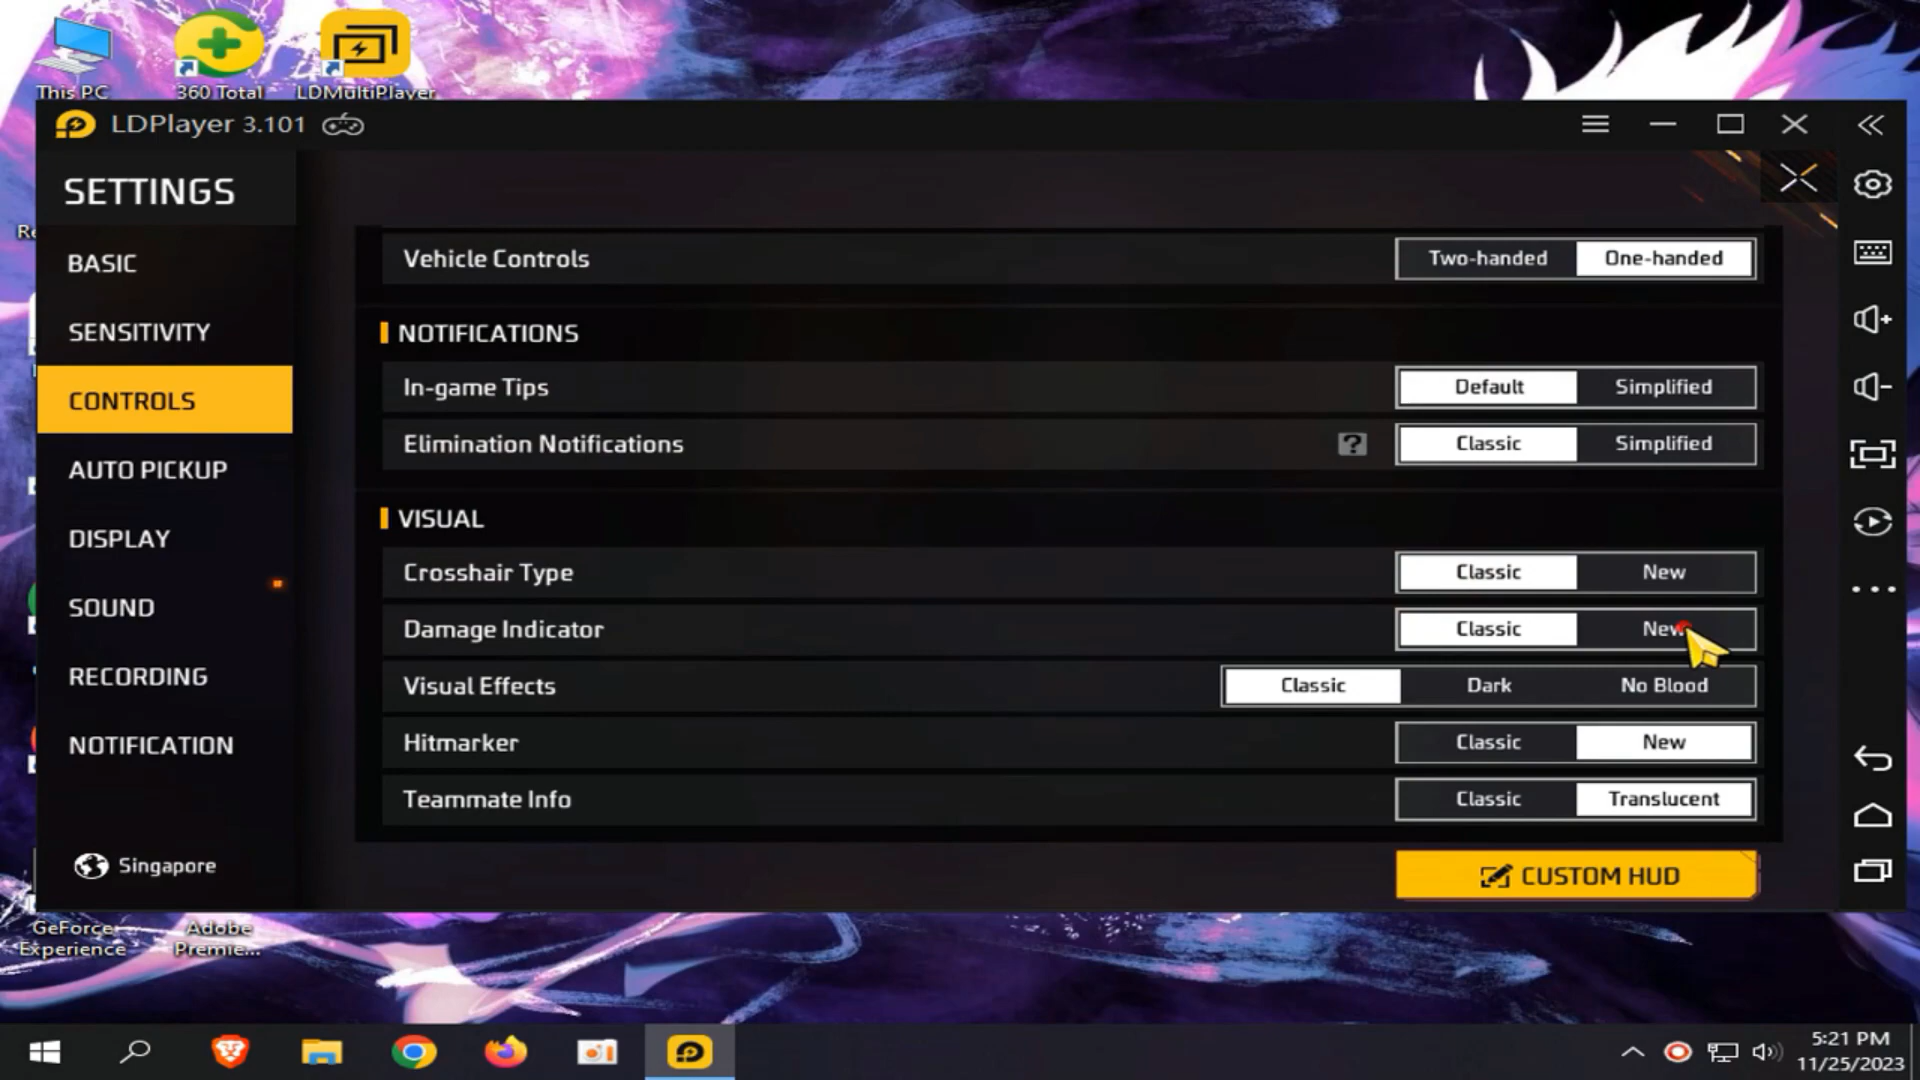 This PC
360 Total
LDMultiPlayer
LDPlayer 3.101
SETTINGS
BASIC
SENSITIVITY
CONTROLS
AUTO PICKUP
DISPLAY
SOUND
RECORDING
NOTIFICATION
Singapore
Vehicle Controls
Two-handed
One-handed
NOTIFICATIONS
In-game Tips
Default
Simplified
Elimination Notifications
?
Classic
Simplified
VISUAL
Crosshair Type
Classic
New
Damage Indicator
Classic
New
Visual Effects
Classic
Dark
No Blood
Hitmarker
Classic
New
Teammate Info
Classic
Translucent
CUSTOM HUD
GeForce
Experience
Adobe
Premie...
5:21 PM
11/25/2023